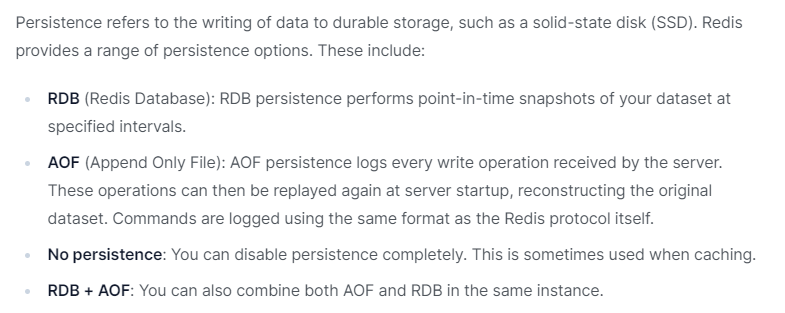 Persistence refers to the writing of data to durable storage, such as a solid-state disk (SSD). Redis
provides a range of persistence options. These include:
RDB (Redis Database): RDB persistence performs point-in-time snapshots of your dataset at
specified intervals.
AOF (Append Only File): AOF persistence logs every write operation received by the server.
These operations can then be replayed again at server startup, reconstructing the original
dataset. Commands are logged using the same format as the Redis protocol itself.
No persistence: You can disable persistence completely. This is sometimes used when caching.
RDB + AOF: You can also combine both AOF and RDB in the same instance.